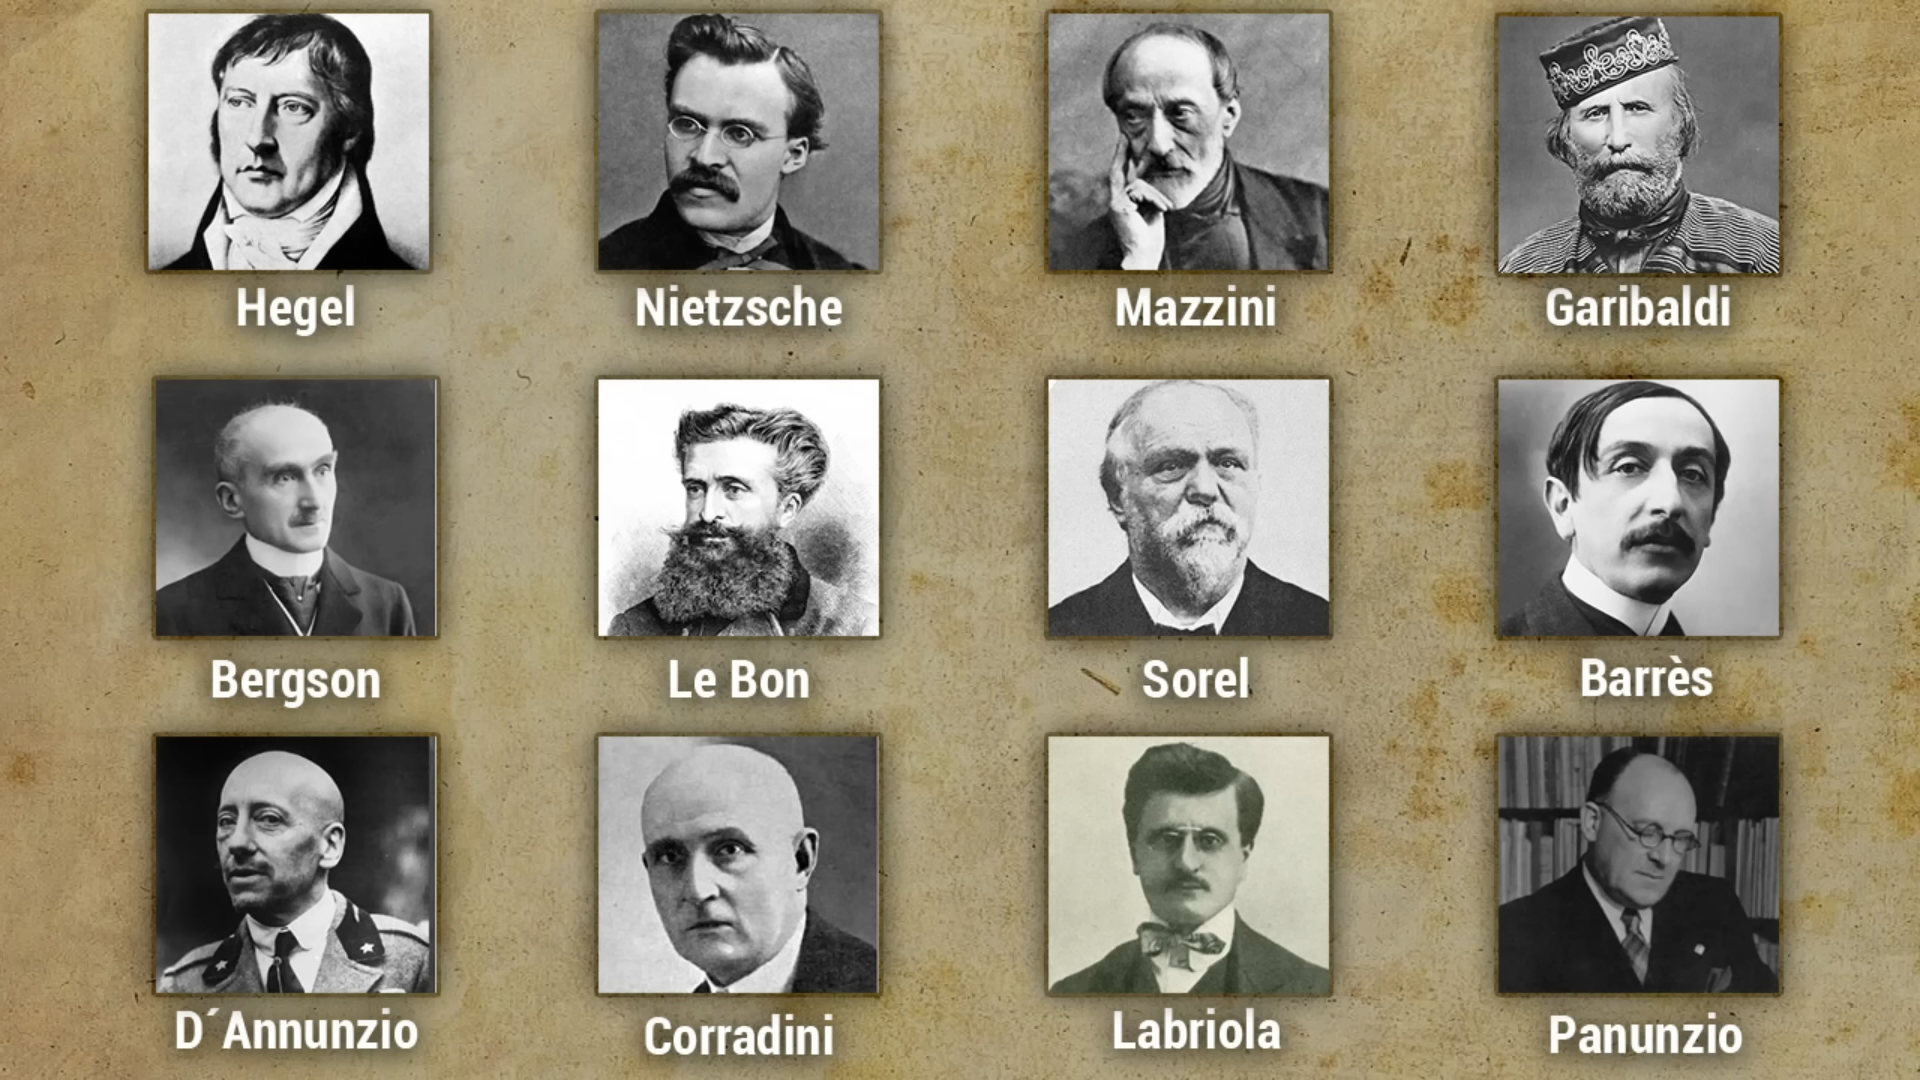 Hegel
Nietzsche
Mazzini
Garibaldi
Bergson
Le Bon
Sorel
Barrès
D´Annunzio
Corradini
Labriola
Panunzio